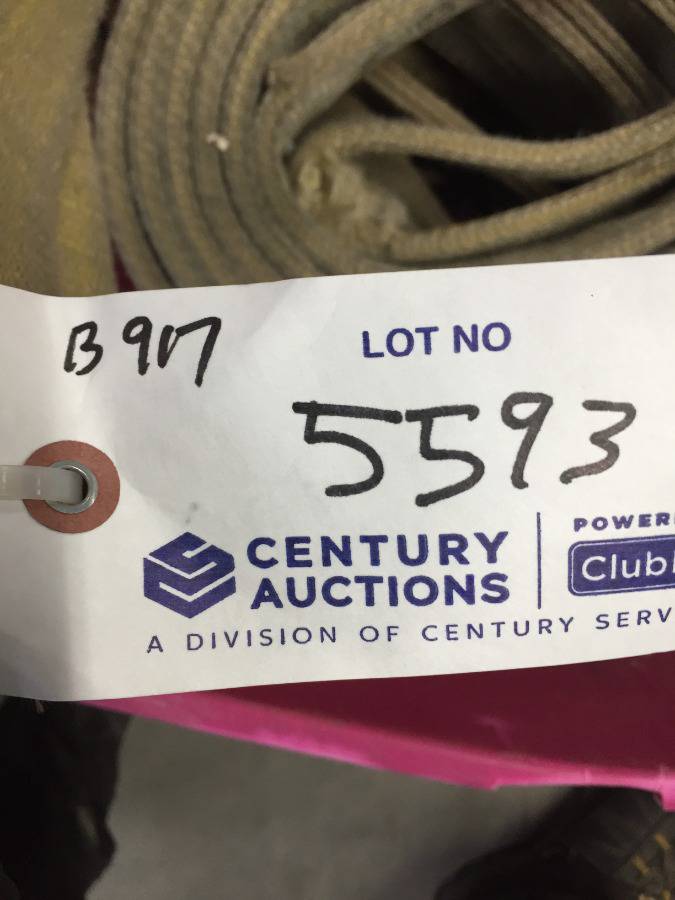 B917
LOT NO
5593
CENTURY
AUCTIONS
POWER
Club
A DIVISION OF CENTURY SERV